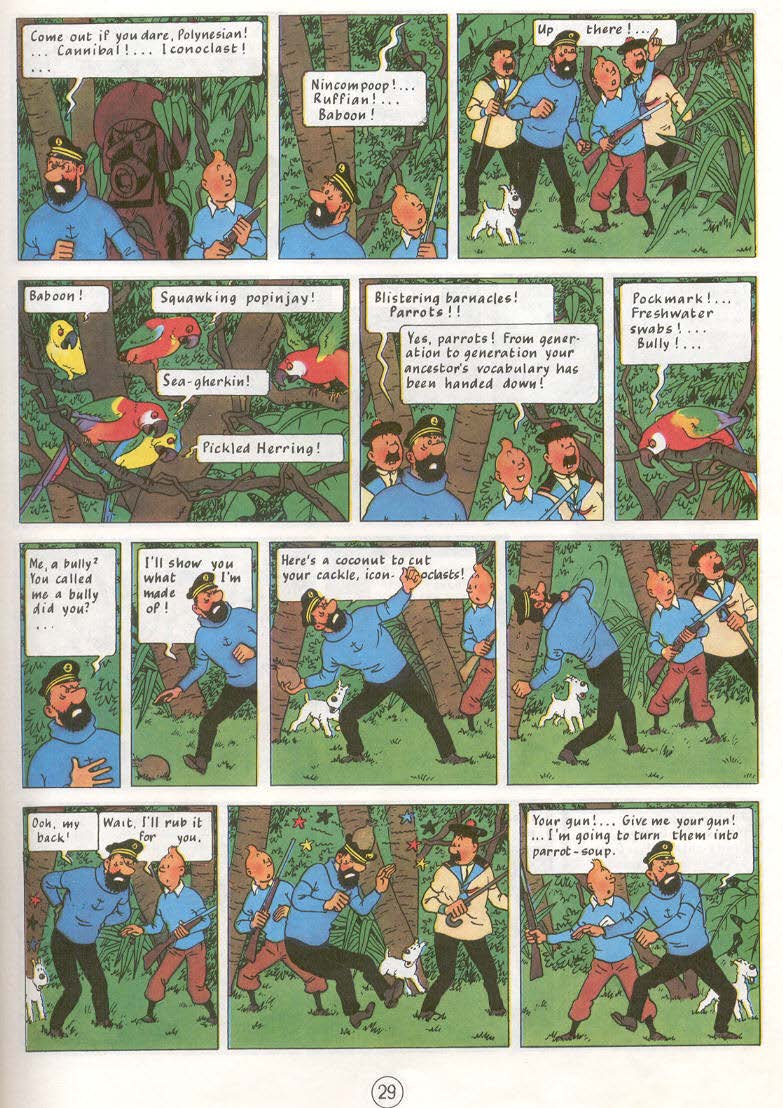 Come out if you dare, Polynesian!
... Cannibal!... Iconoclast!
...
Nincompoop!...
Ruffian!...
Baboon!
Up there!...
Baboon!
Squawking popinjay!
Sea-gherkin!
Pickled Herring!
Blistering barnacles!
Parrots!!
Yes, parrots! From gener-
ation to generation your
ancestor's vocabulary has
been handed down!
Pockmark!...
Freshwater
swabs!...
Bully!...
Me, a bully?
You called
me a bully
did you?
...
I'll show you
what I'm
made
of!
Here's a coconut to cut
your cackle, icon-oclasts!
Ooh, my
back!
Wait, I'll rub it
for you.
Your gun!... Give me your gun!
... I'm going to turn them into
parrot-soup.
29